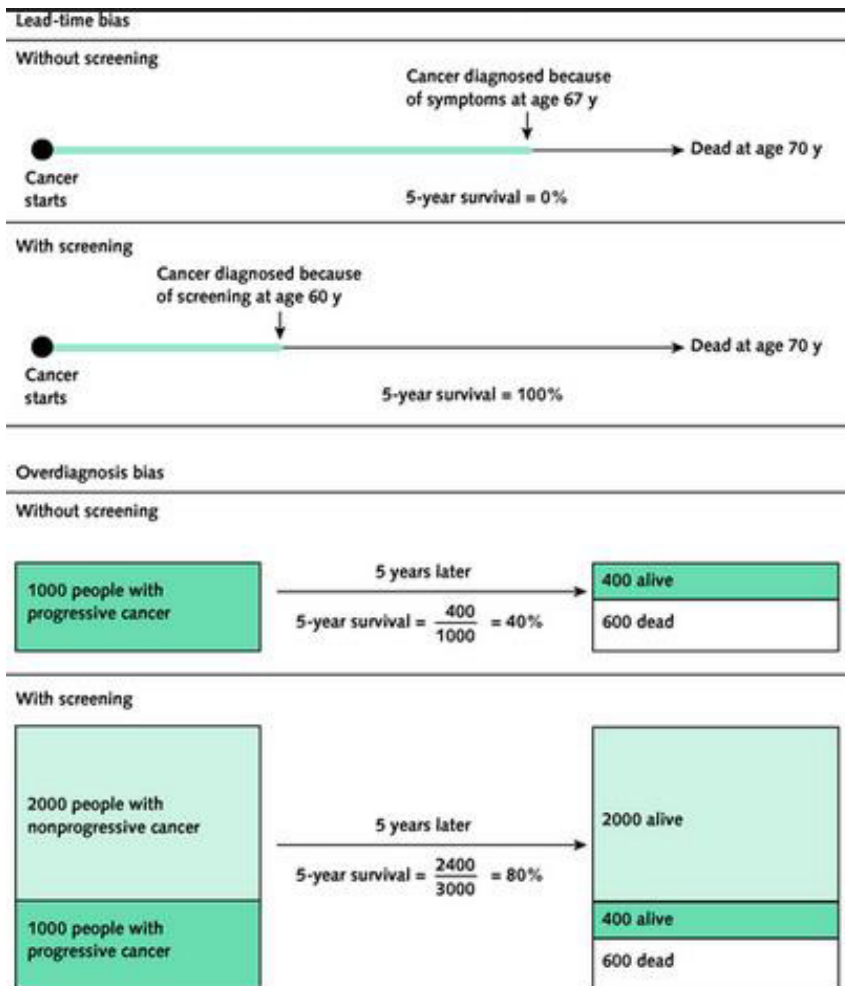 Lead-time bias
Without screening
Cancer diagnosed because
of symptoms at age 67 y
Dead at age 70 y
Cancer
starts
5-year survival = 0%
With screening
Cancer diagnosed because
of screening at age 60 y
Dead at age 70 y
Cancer
starts
5-year survival = 100%
Overdiagnosis bias
Without screening
1000 people with
progressive cancer
5 years later
5-year survival = 400/1000 = 40%
400 alive
600 dead
With screening
2000 people with
nonprogressive cancer
1000 people with
progressive cancer
5 years later
5-year survival = 2400/3000 = 80%
2000 alive
400 alive
600 dead